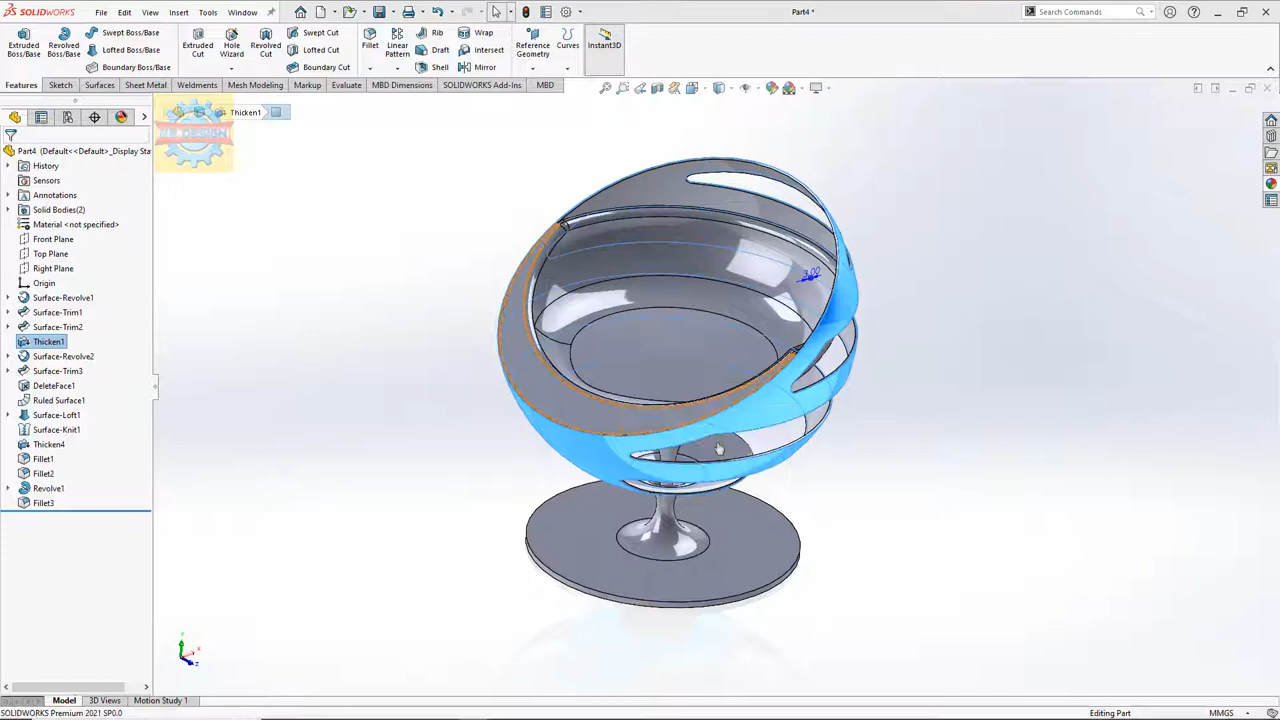 SOLIDWORKS
File Edit View Insert Tools Window
Part4 *
Search Commands
Extruded Boss/Base
Revolved Boss/Base
Swept Boss/Base
Lofted Boss/Base
Boundary Boss/Base
Extruded Cut
Hole Wizard
Revolved Cut
Swept Cut
Lofted Cut
Boundary Cut
Fillet
Linear Pattern
Rib
Draft
Shell
Wrap
Intersect
Mirror
Reference Geometry
Curves
Instant3D
Features Sketch Surfaces Sheet Metal Weldments Mesh Modeling Markup Evaluate MBD Dimensions SOLIDWORKS Add-Ins MBD
Thicken1
Part4 (Default<<Default>_Display Sta
History
Sensors
Annotations
Solid Bodies(2)
Material <not specified>
Front Plane
Top Plane
Right Plane
Origin
Surface-Revolve1
Surface-Trim1
Surface-Trim2
Thicken1
Surface-Revolve2
Surface-Trim3
DeleteFace1
Ruled Surface1
Surface-Loft1
Surface-Knit1
Thicken4
Fillet1
Fillet2
Revolve1
Fillet3
3.00
Y
X
Z
Model 3D Views Motion Study 1
SOLIDWORKS Premium 2021 SP0.0
Editing Part
MMGS